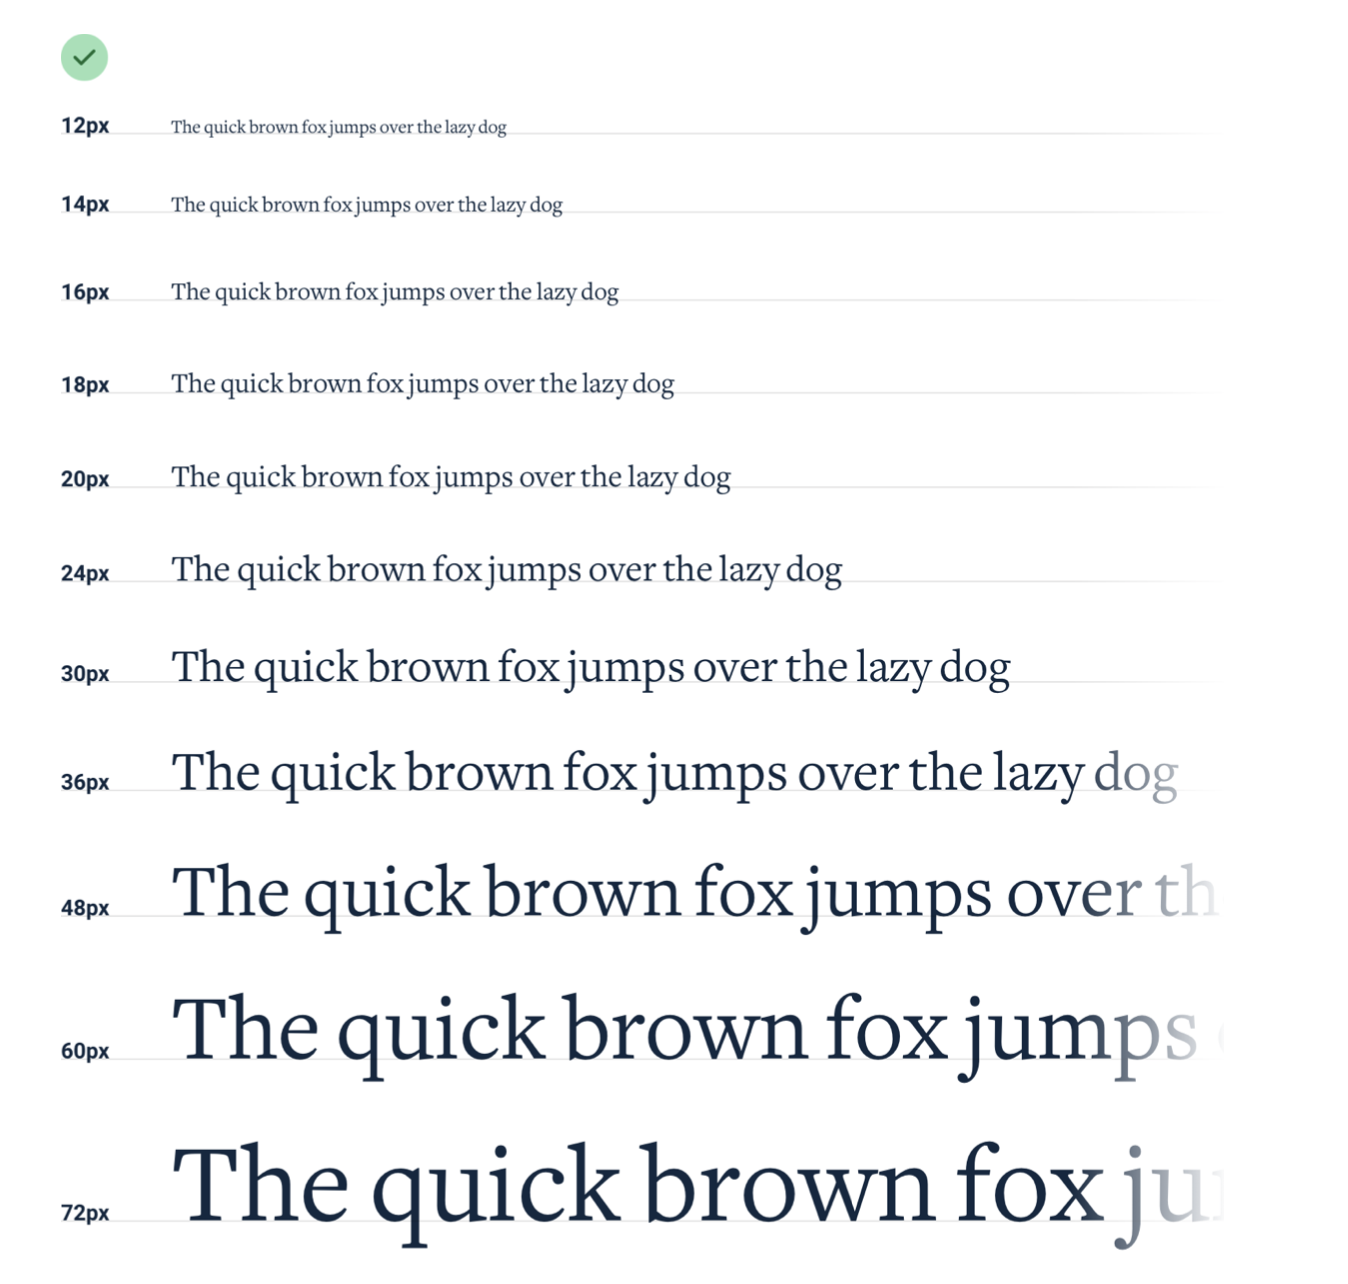 12px The quick brown fox jumps over the lazy dog
14px The quick brown fox jumps over the lazy dog
16px The quick brown fox jumps over the lazy dog
18px The quick brown fox jumps over the lazy dog
20px The quick brown fox jumps over the lazy dog
24px The quick brown fox jumps over the lazy dog
30px The quick brown fox jumps over the lazy dog
36px The quick brown fox jumps over the lazy dog
48px The quick brown fox jumps over th
60px The quick brown fox jumps
72px The quick brown fox ju